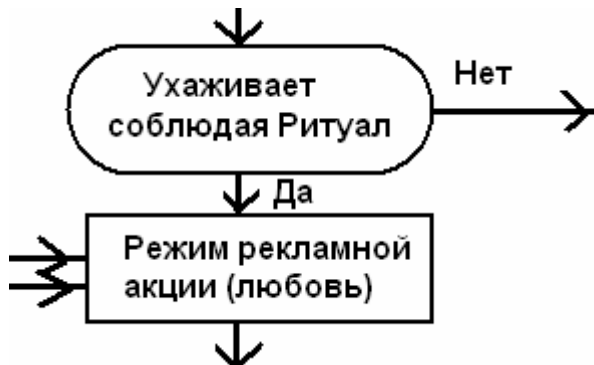 Ухаживает
соблюдая Ритуал
Нет
Да
Режим рекламной
акции (любовь)